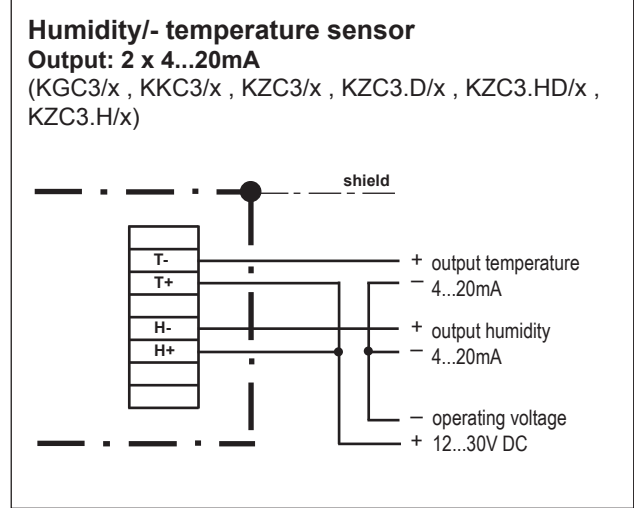 Humidity/- temperature sensor
Output: 2 x 4...20mA
(KGC3/x , KKC3/x , KZC3/x , KZC3.D/x , KZC3.HD/x ,
KZC3.H/x)
shield
T-
+ output temperature
T+
– 4...20mA
H-
+ output humidity
H+
– 4...20mA
– operating voltage
+ 12...30V DC